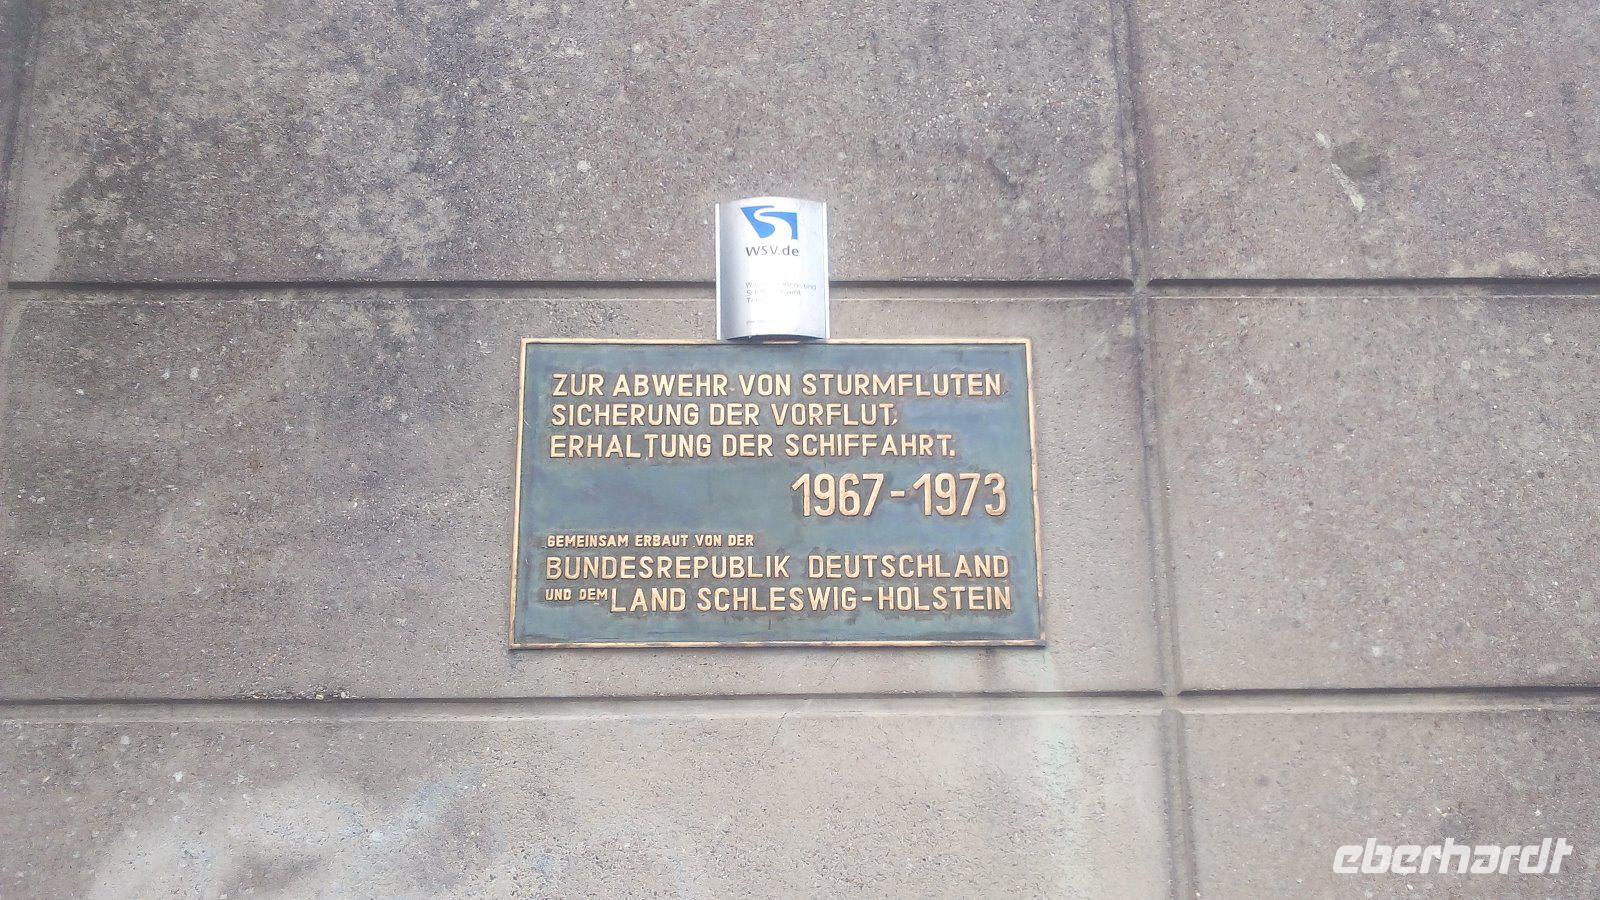 WSV.de
ZUR ABWEHR VON STURMFLUTEN
SICHERUNG DER VORFLUT,
ERHALTUNG DER SCHIFFAHRT.
1967-1973
GEMEINSAM ERBAUT VON DER
BUNDESREPUBLIK DEUTSCHLAND
UND DEM LAND SCHLESWIG-HOLSTEIN
eberhardt